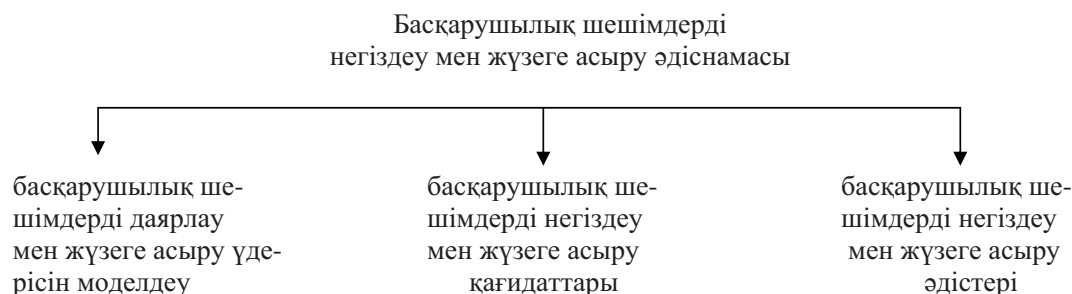 Басқарушылық шешімдерді
негіздеу мен жүзеге асыру әдіснамасы
басқарушылық ше-
шімдерді даярлау
мен жүзеге асыру үде-
рісін моделдеу
басқарушылық ше-
шімдерді негіздеу
мен жүзеге асыру
қағидаттары
басқарушылық ше-
шімдерді негіздеу
мен жүзеге асыру
әдістері